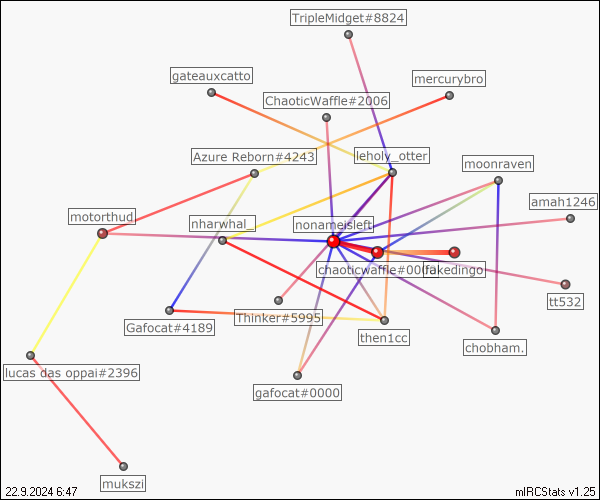 TripleMidget#8824
gateauxcatto
mercurybro
ChaoticWaffle#2006
Azure Reborn#4243
leholy_otter
moonraven
amah1246
motorthud
nharwhal_
nonameisleft
chaoticwaffle#0000
fakedingo
tt532
Gafocat#4189
Thinker#5995
then1cc
chobham.
lucas das oppai#2396
gafocat#0000
mukszi
22.9.2024 6:47
mIRCStats v1.25